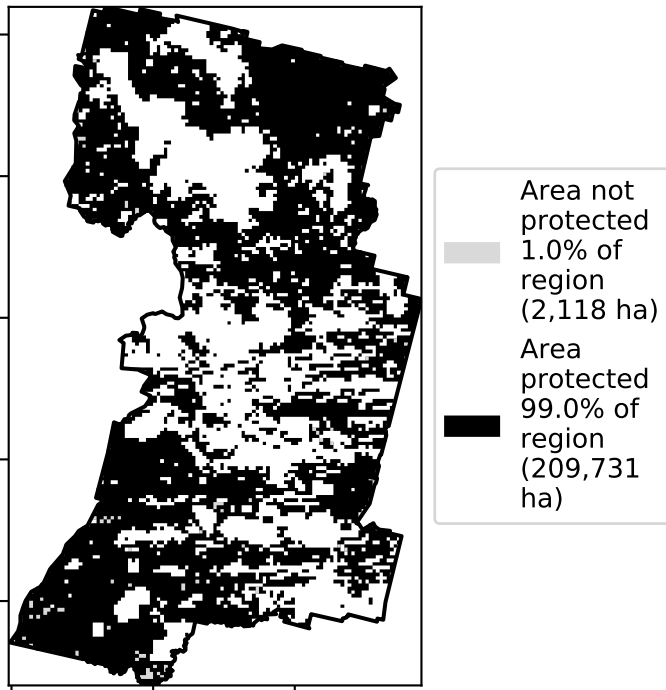 Area not
protected
1.0% of
region
(2,118 ha)
Area
protected
99.0% of
region
(209,731
ha)